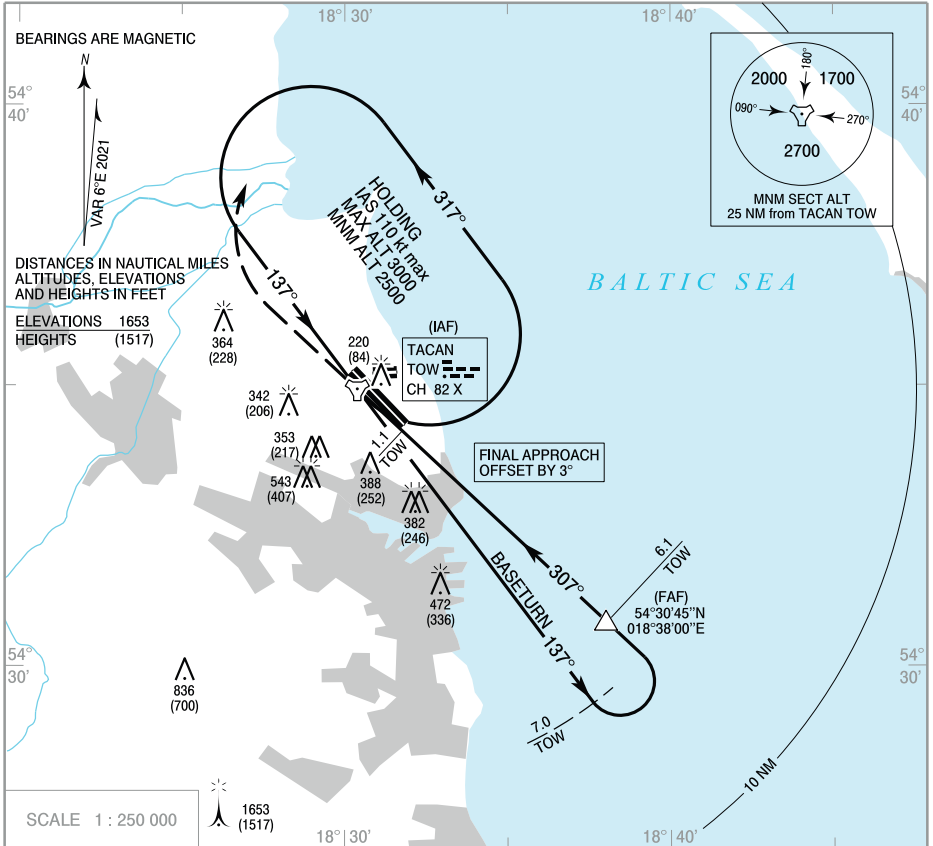 18° 30'
18° 40'
BEARINGS ARE MAGNETIC
N
VAR 6°E 2021
54°
40'
54°
40'
180°
2000
1700
090°
270°
2700
MNM SECT ALT
25 NM from TACAN TOW
HOLDING
IAS 110 kt max
MAX ALT 3000
MNM ALT 2500
317°
137°
DISTANCES IN NAUTICAL MILES
ALTITUDES, ELEVATIONS
AND HEIGHTS IN FEET
ELEVATIONS 1653
HEIGHTS (1517)
BALTIC SEA
364
(228)
220
(84)
(IAF)
TACAN
TOW
CH 82 X
342
(206)
353
(217)
543
(407)
1.1
TOW
388
(252)
382
(246)
FINAL APPROACH
OFFSET BY 3°
472
(336)
BASETURN 137°
307°
6.1
TOW
(FAF)
54°30'45"N
018°38'00"E
7.0
TOW
54°
30'
54°
30'
836
(700)
1653
(1517)
10 NM
SCALE 1 : 250 000
18° 30'
18° 40'